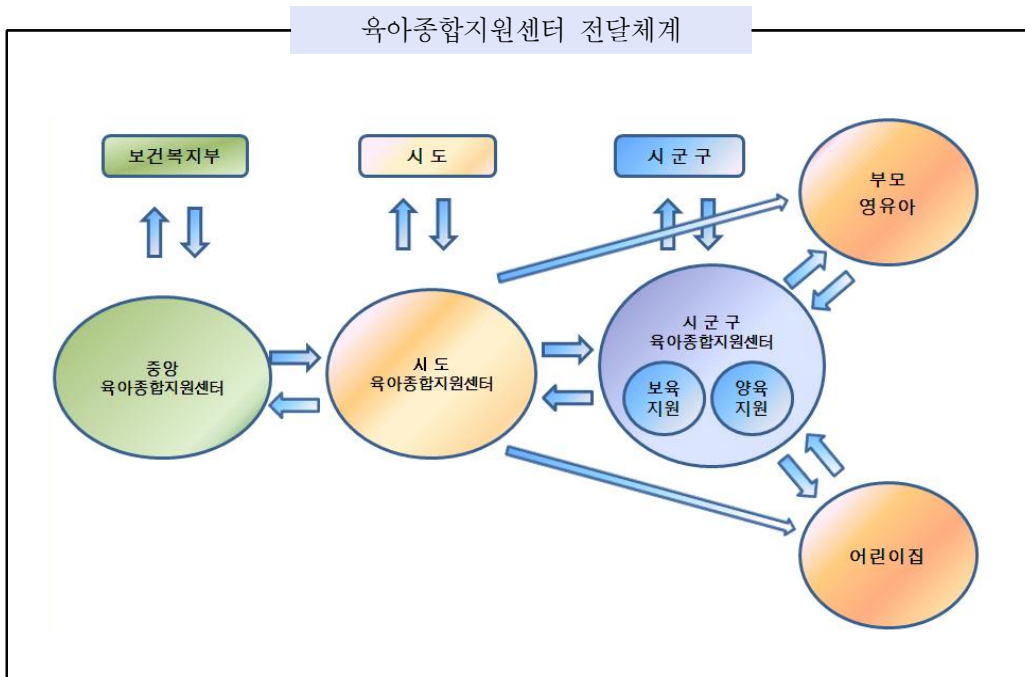 육아종합지원센터 전달체계
보건복지부
시 도
시 군 구
부모
영유아
중앙
육아종합지원센터
시 도
육아종합지원센터
시 군 구
육아종합지원센터
보육
지원
양육
지원
어린이집